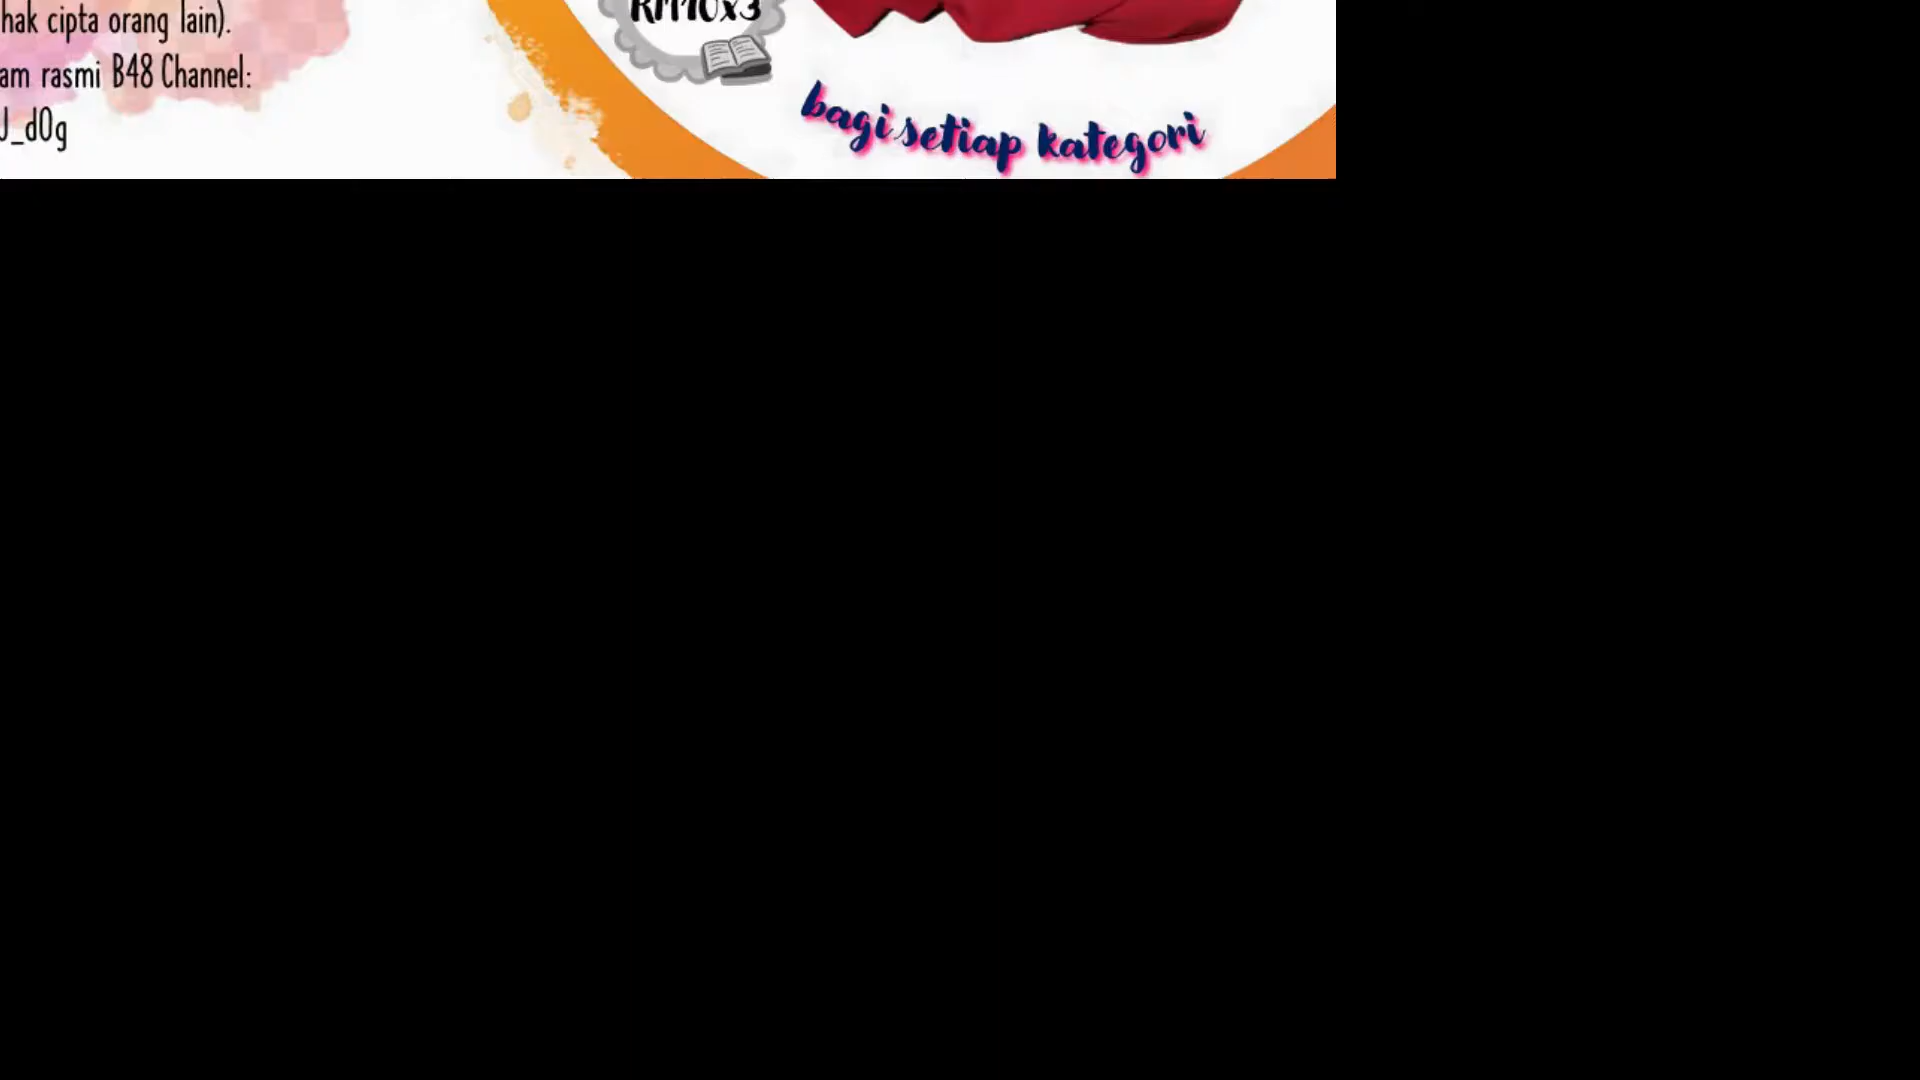 hak cipta orang lain).
am rasmi B48 Channel:
J_d0g
RM10x3
bagi setiap kategori